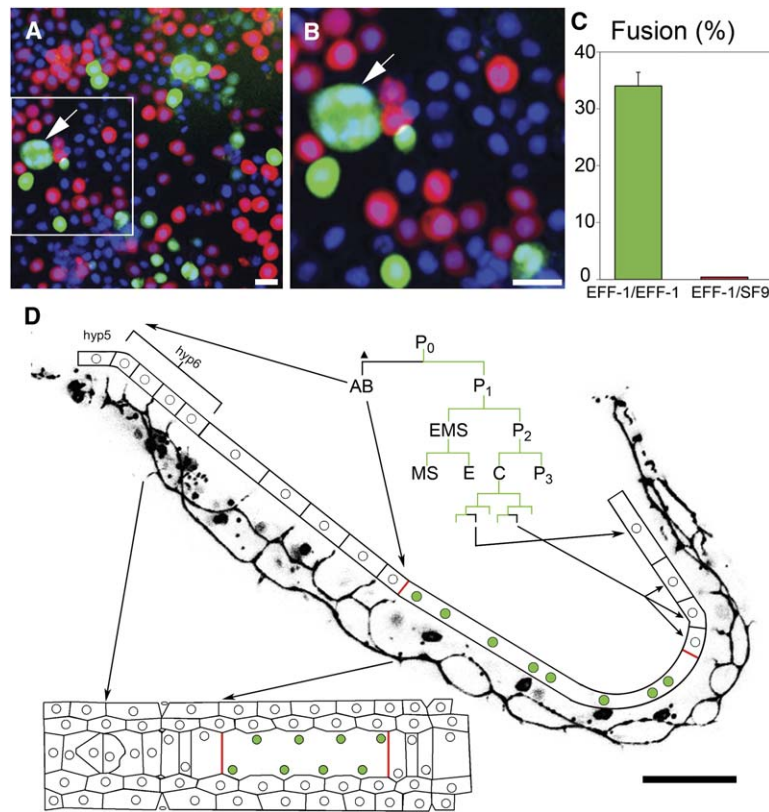 A
B
C
Fusion (%)
40
30
20
10
0
EFF-1/EFF-1
EFF-1/SF9
D
hyp5
hyp6
P0
AB
P1
EMS
P2
MS
E
C
P3